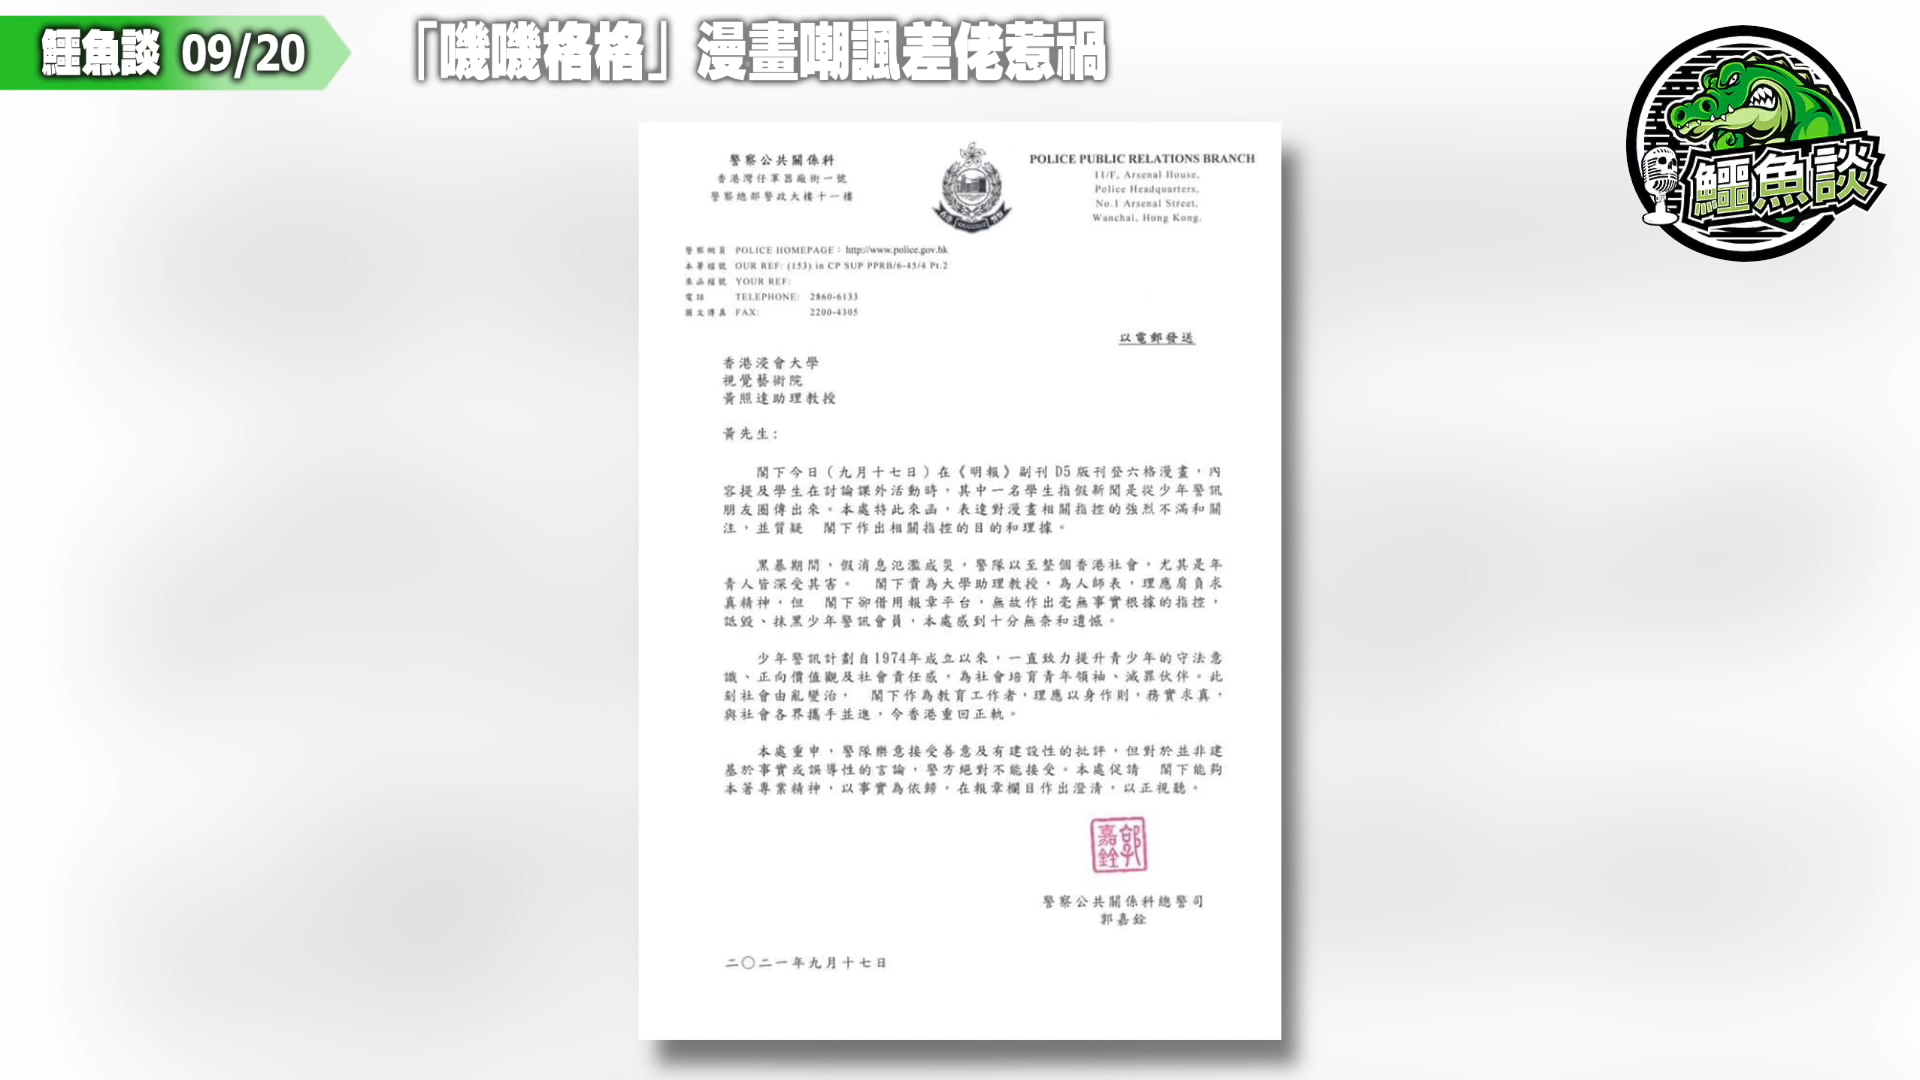 鱷魚談 09/20
「嘰嘰格格」漫畫嘲諷差佬惹禍
鱷魚談
警察公共關係科
香港灣仔軍器廠街一號
警察總部警政大樓十一樓
POLICE PUBLIC RELATIONS BRANCH
11/F, Arsenal House,
Police Headquarters,
No.1 Arsenal Street,
Wanchai, Hong Kong.
警察網頁 POLICE HOMEPAGE : http://www.police.gov.hk
本署檔號 OUR REF: (153) in CP SUP PPRB/6-45/4 Pt.2
來函檔號 YOUR REF:
電話 TELEPHONE: 2860-6133
圖文傳真 FAX: 2200-4305
以電郵發送
香港浸會大學
視覺藝術院
黃照達助理教授
黃先生:
閣下今日(九月十七日)在《明報》副刊 D5 版刊登六格漫畫,內
容提及學生在討論課外活動時,其中一名學生指假新聞是從少年警訊
朋友圈傳出來。本處特此來函,表達對漫畫相關指控的強烈不滿和關
注,並質疑 閣下作出相關指控的目的和理據。
黑暴期間,假消息氾濫成災,警隊以至整個香港社會,尤其是年
青人皆深受其害。 閣下貴為大學助理教授,為人師表,理應肩負求
真精神,但 閣下卻借用報章平台,無故作出毫無事實根據的指控,
詆毀、抹黑少年警訊會員,本處感到十分無奈和遺憾。
少年警訊計劃自1974年成立以來,一直致力提升青少年的守法意
識、正向價值觀及社會責任感,為社會培育青年領袖、滅罪伙伴。此
刻社會由亂變治, 閣下作為教育工作者,理應以身作則,務實求真,
與社會各界攜手並進,令香港重回正軌。
本處重申,警隊樂意接受善意及有建設性的批評,但對於並非建
基於事實或誤導性的言論,警方絕對不能接受。本處促請 閣下能夠
本著專業精神,以事實為依歸,在報章欄目作出澄清,以正視聽。
郭嘉銓
警察公共關係科總警司
郭嘉銓
二〇二一年九月十七日